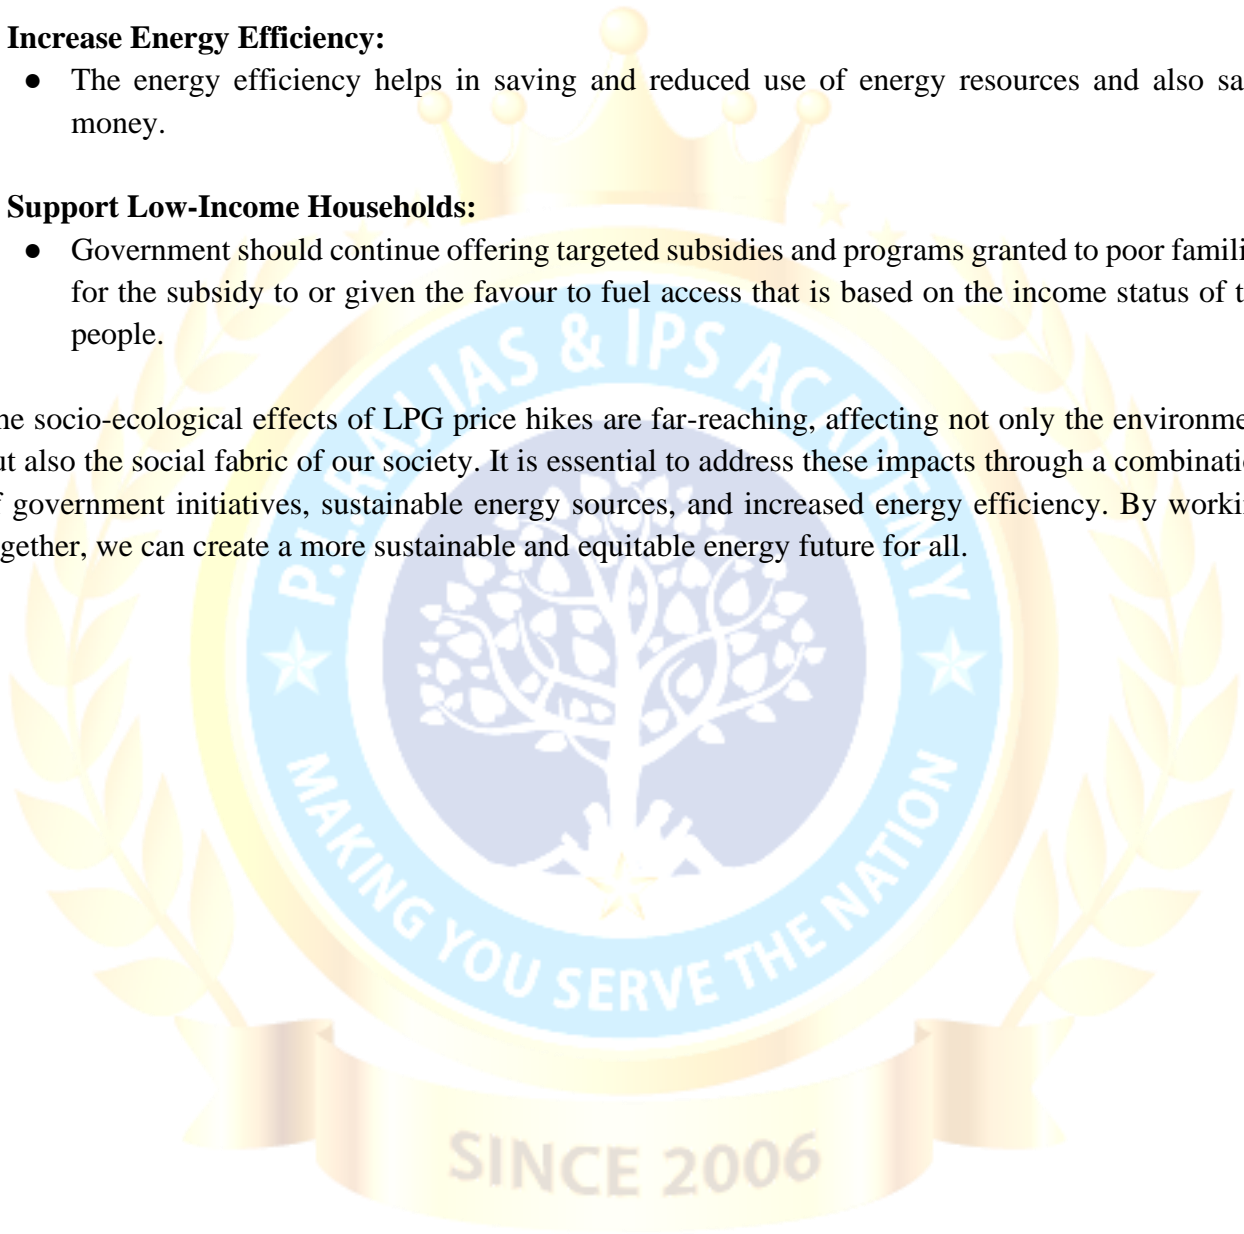 Increase Energy Efficiency:
● The energy efficiency helps in saving and reduced use of energy resources and also sa
money.
Support Low-Income Households:
● Government should continue offering targeted subsidies and programs granted to poor famili
for the subsidy to or given the favour to fuel access that is based on the income status of t
people.
he socio-ecological effects of LPG price hikes are far-reaching, affecting not only the environme
ut also the social fabric of our society. It is essential to address these impacts through a combinatio
f government initiatives, sustainable energy sources, and increased energy efficiency. By workin
gether, we can create a more sustainable and equitable energy future for all.
P.L.RAJ IAS & IPS ACADEMY
MAKING YOU SERVE THE NATION
SINCE 2006